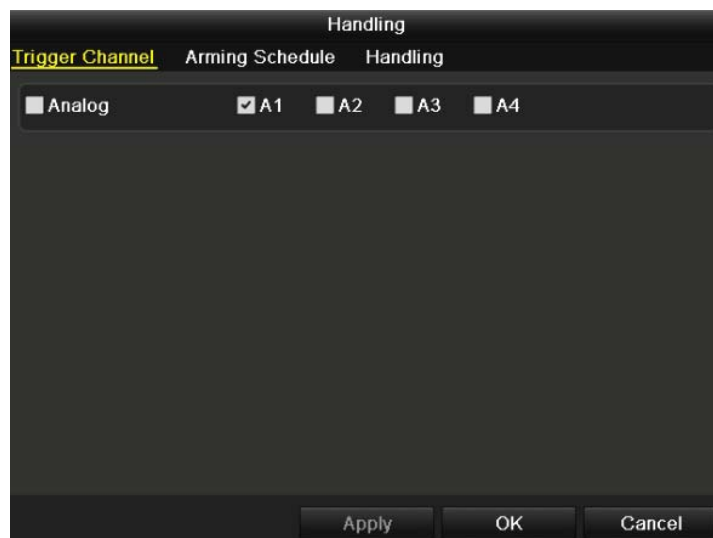 Handling
Trigger Channel Arming Schedule Handling
Analog A1 A2 A3 A4
Apply OK Cancel